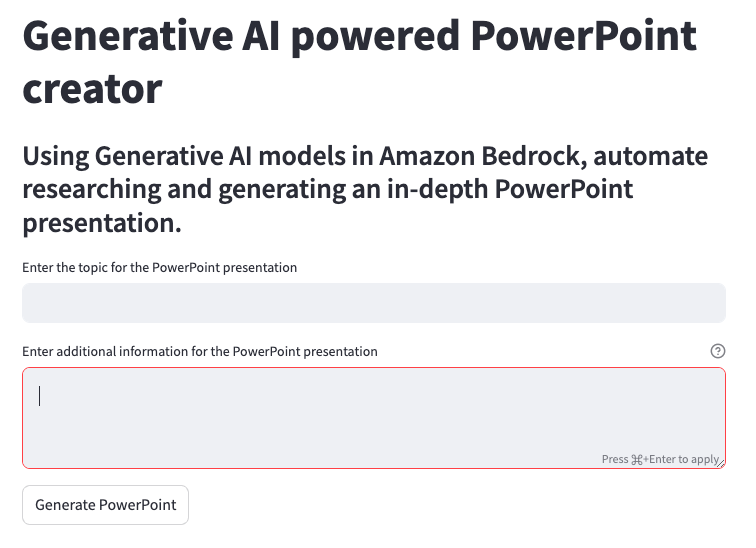 Generative AI powered PowerPoint
creator
Using Generative AI models in Amazon Bedrock, automate
researching and generating an in-depth PowerPoint
presentation.
Enter the topic for the PowerPoint presentation
Enter additional information for the PowerPoint presentation
Press ⌘+Enter to apply
Generate PowerPoint